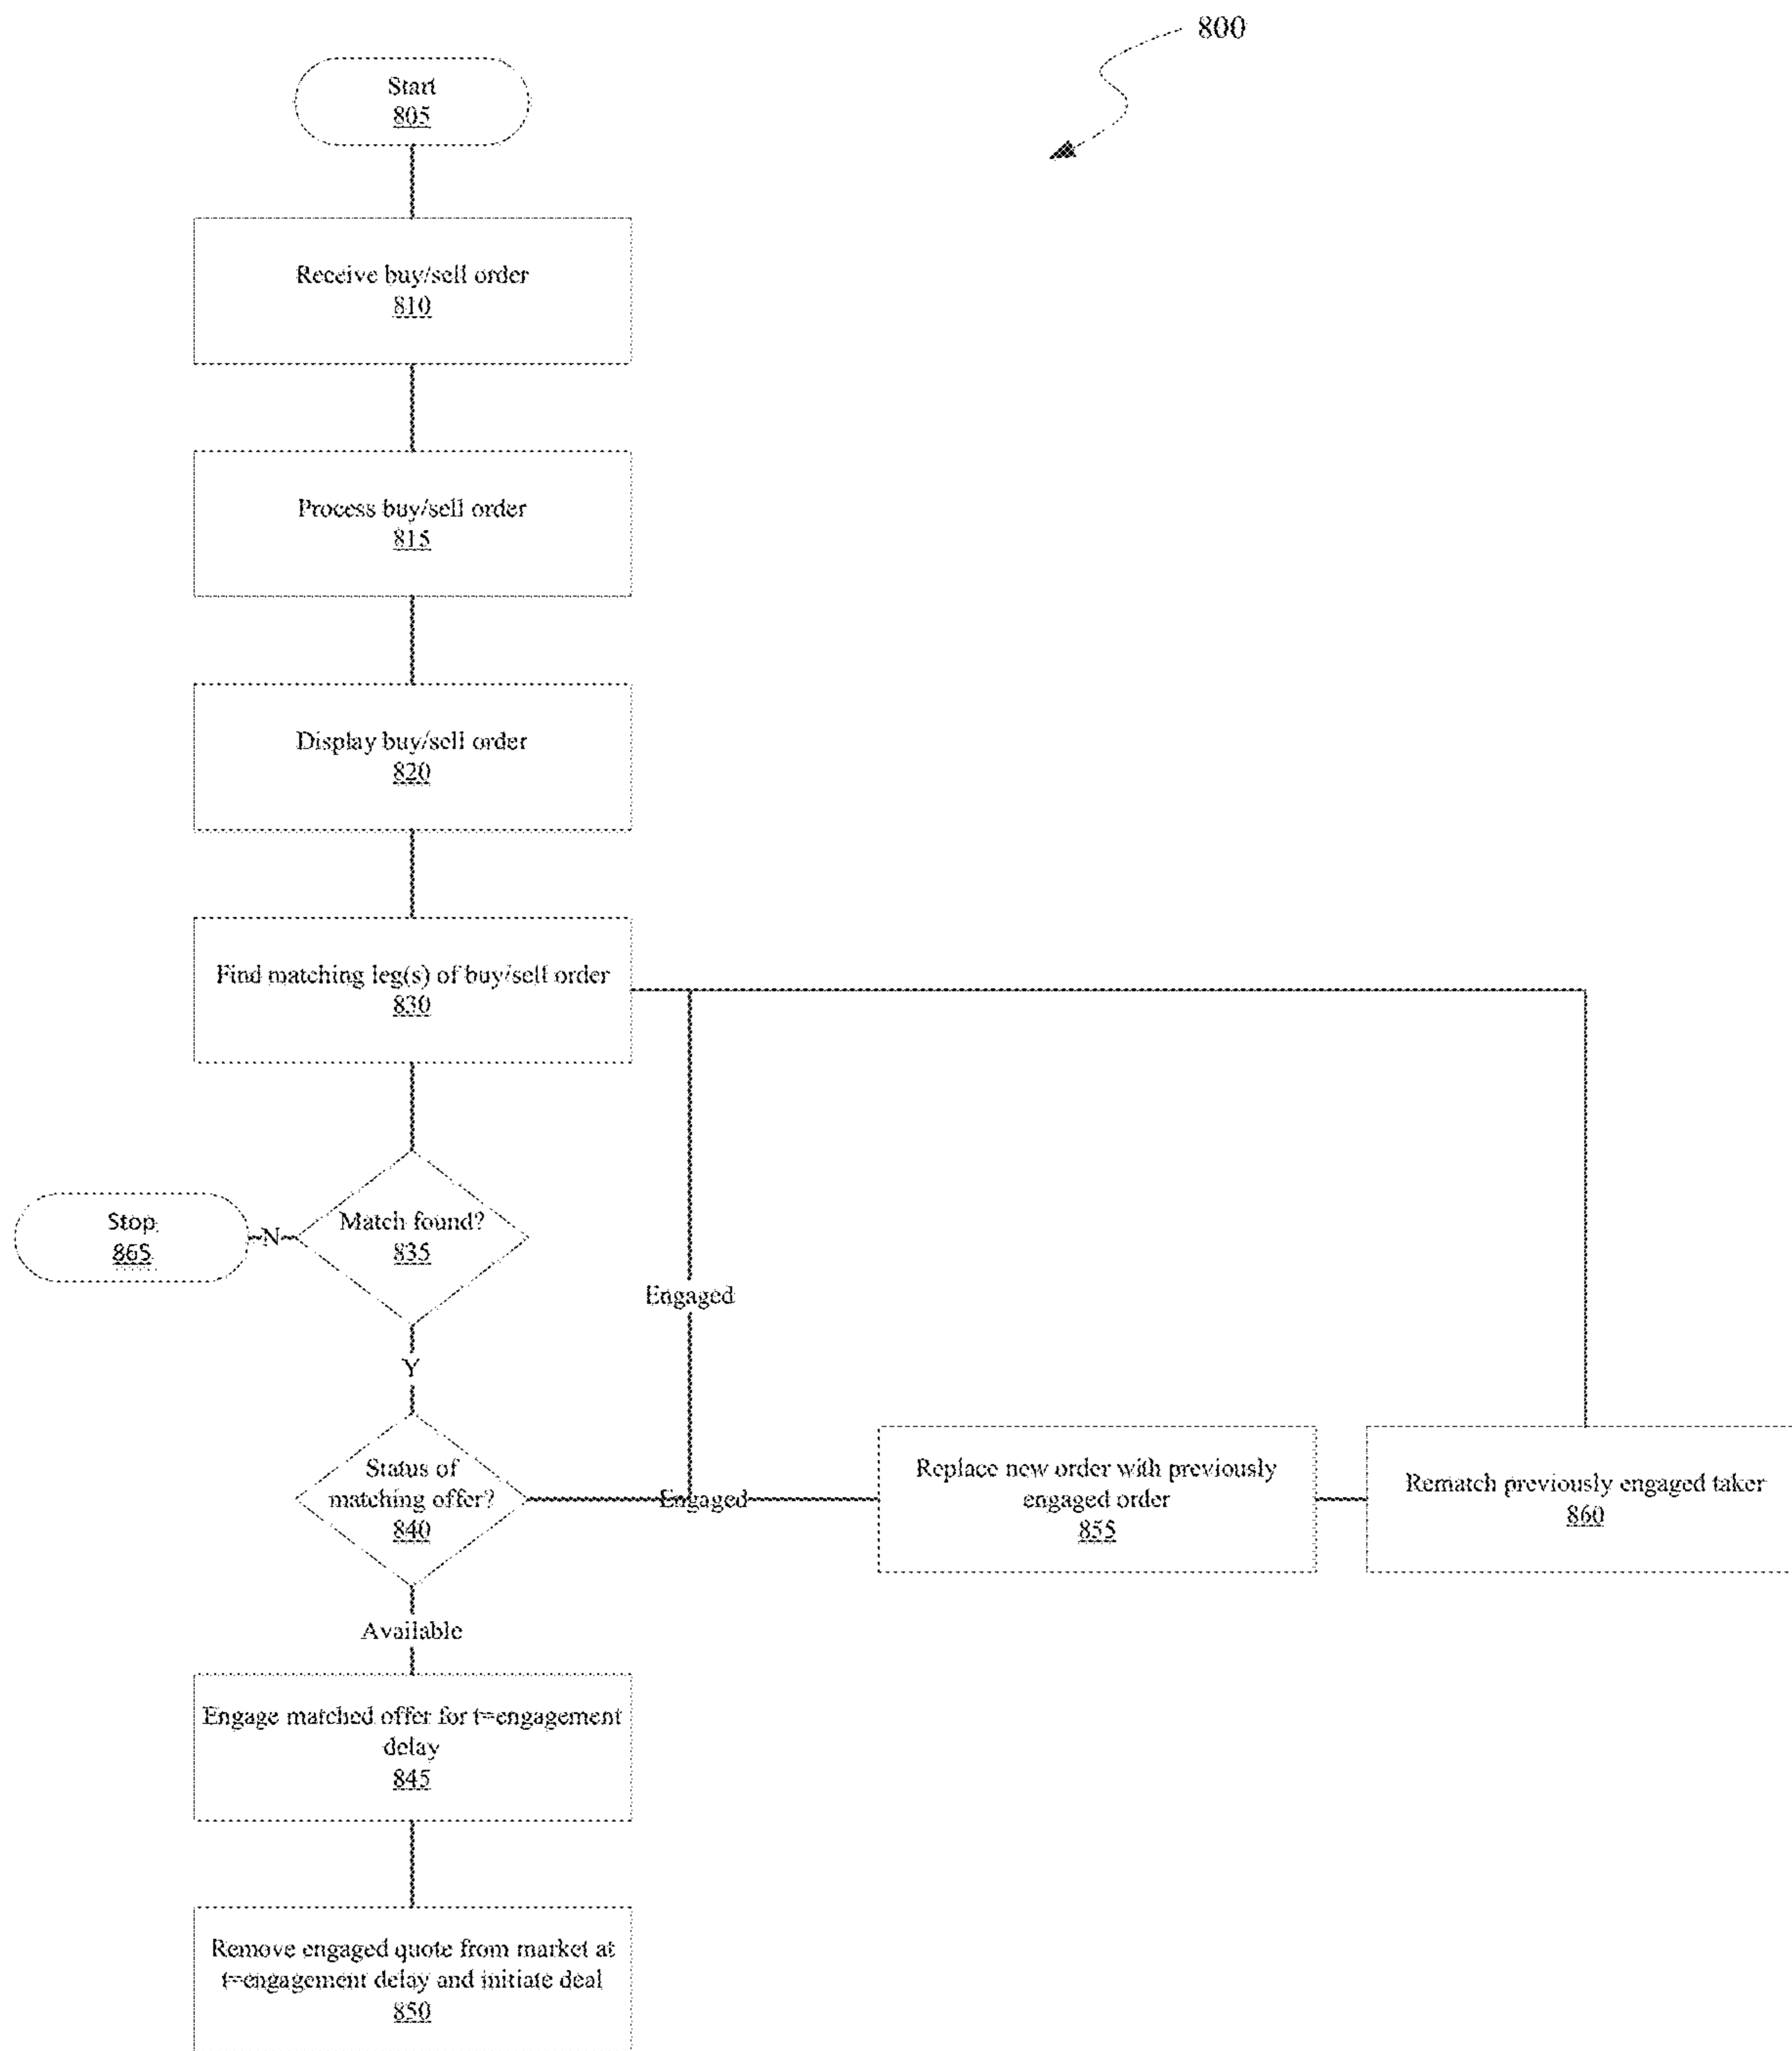 800
Start
805
Receive buy/sell order
810
Process buy/sell order
815
Display buy/sell order
820
Find matching leg(s) of buy/sell order
830
Match found?
835
N
Stop
865
Y
Engaged
Status of
matching offer?
840
Engaged
Replace new order with previously
engaged order
855
Rematch previously engaged taker
860
Available
Engage matched offer for t=engagement
delay
845
Remove engaged quote from market at
t=engagement delay and initiate deal
850